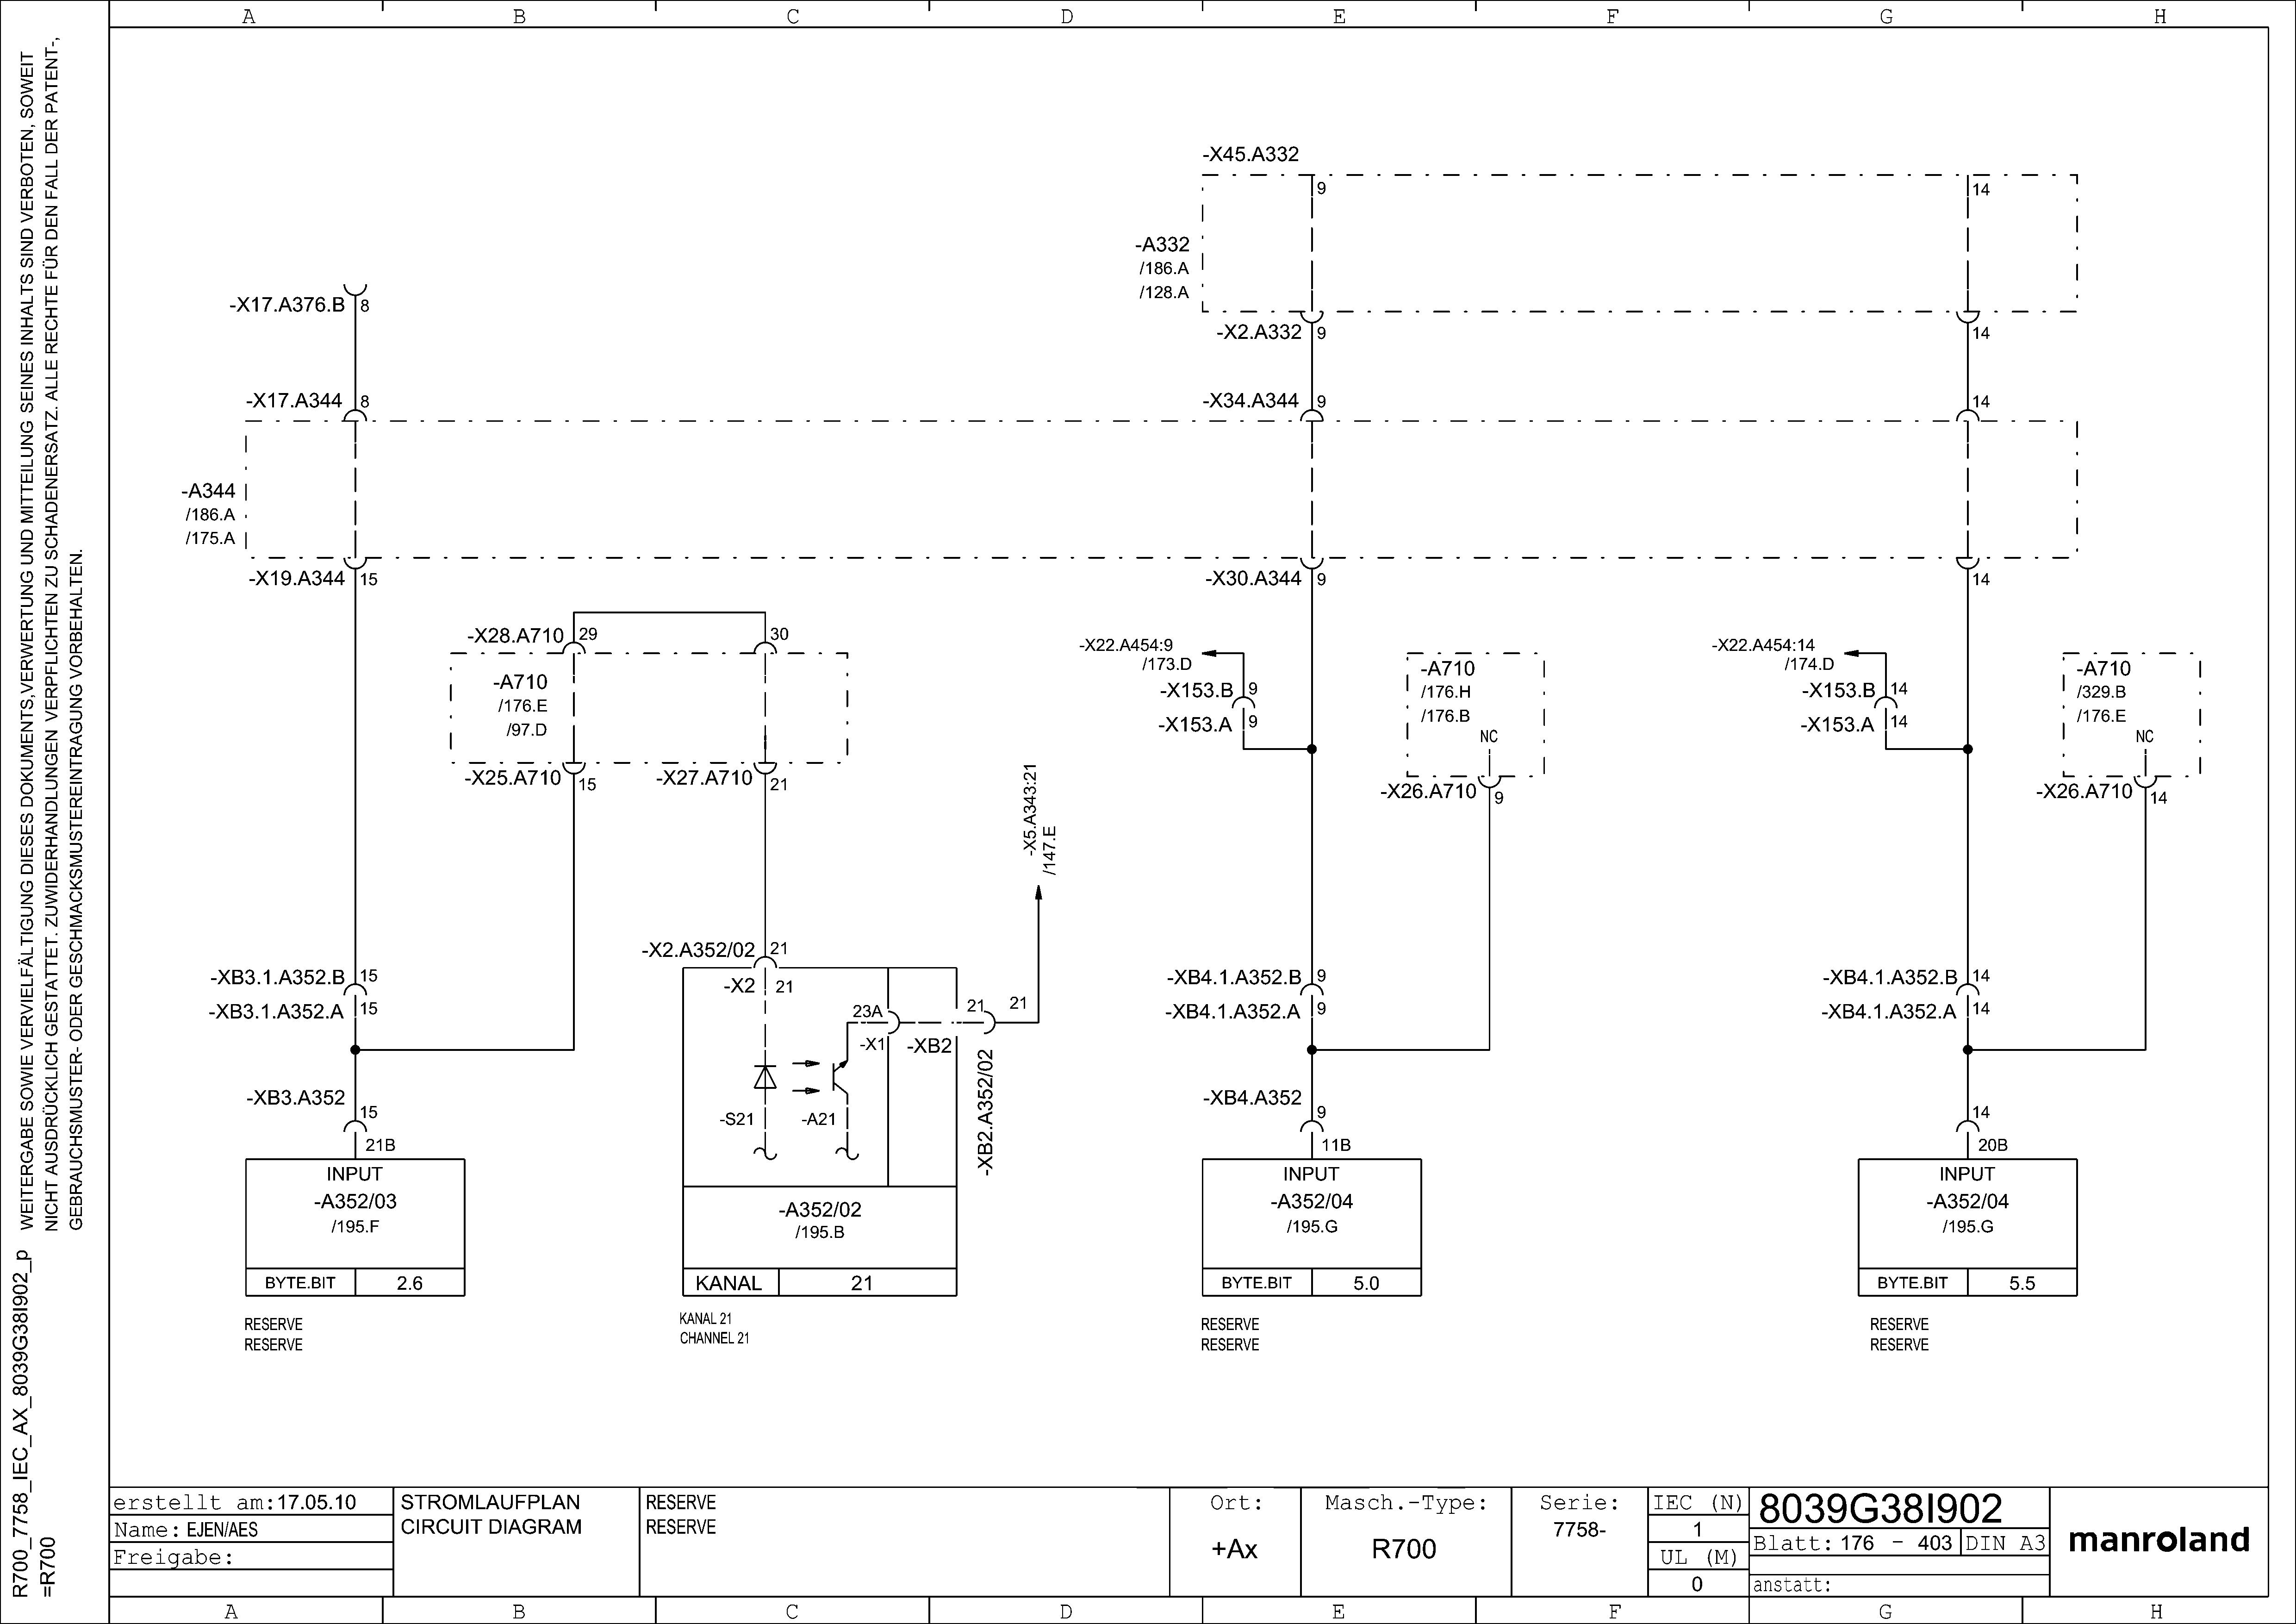 A B C D E F G H
WEITERGABE SOWIE VERVIELFÄLTIGUNG DIESES DOKUMENTS,VERWERTUNG UND MITTEILUNG SEINES INHALTS SIND VERBOTEN, SOWEIT
NICHT AUSDRÜCKLICH GESTATTET. ZUWIDERHANDLUNGEN VERPFLICHTEN ZU SCHADENERSATZ. ALLE RECHTE FÜR DEN FALL DER PATENT-,
GEBRAUCHSMUSTER- ODER GESCHMACKSMUSTEREINTRAGUNG VORBEHALTEN.
R700_7758_IEC_AX_8039G38I902_p
=R700
-X45.A332
9 14
-A332
/186.A
/128.A
-X17.A376.B 8
-X2.A332 9 14
-X17.A344 8
-X34.A344 9 14
-A344
/186.A
/175.A
-X19.A344 15
-X30.A344 9 14
-X28.A710 29 30
-A710
/176.E
/97.D
-X25.A710 15
-X27.A710 21
-X22.A454:9
/173.D
-X153.B 9
-X153.A 9
-A710
/176.H
/176.B
NC
-X26.A710 9
-X22.A454:14
/174.D
-X153.B 14
-X153.A 14
-A710
/329.B
/176.E
NC
-X26.A710 14
-X5.A343:21
/147.E
-X2.A352/02 21
-X2 21
23A 21 21
-X1 -XB2
-XB2.A352/02
-S21 -A21
-XB3.1.A352.B 15
-XB3.1.A352.A 15
-XB4.1.A352.B 9
-XB4.1.A352.A 9
-XB4.1.A352.B 14
-XB4.1.A352.A 14
-XB3.A352 15
21B
-XB4.A352 9
11B
14
20B
INPUT
-A352/03
/195.F
BYTE.BIT 2.6
-A352/02
/195.B
KANAL 21
INPUT
-A352/04
/195.G
BYTE.BIT 5.0
INPUT
-A352/04
/195.G
BYTE.BIT 5.5
RESERVE
RESERVE
KANAL 21
CHANNEL 21
RESERVE
RESERVE
RESERVE
RESERVE
erstellt am:17.05.10
Name: EJEN/AES
Freigabe:
STROMLAUFPLAN
CIRCUIT DIAGRAM
RESERVE
RESERVE
Ort:
+Ax
Masch.-Type:
R700
Serie:
7758-
IEC (N)
1
UL (M)
0
8039G38I902
Blatt: 176 - 403 DIN A3
anstatt:
manroland
A B C D E F G H